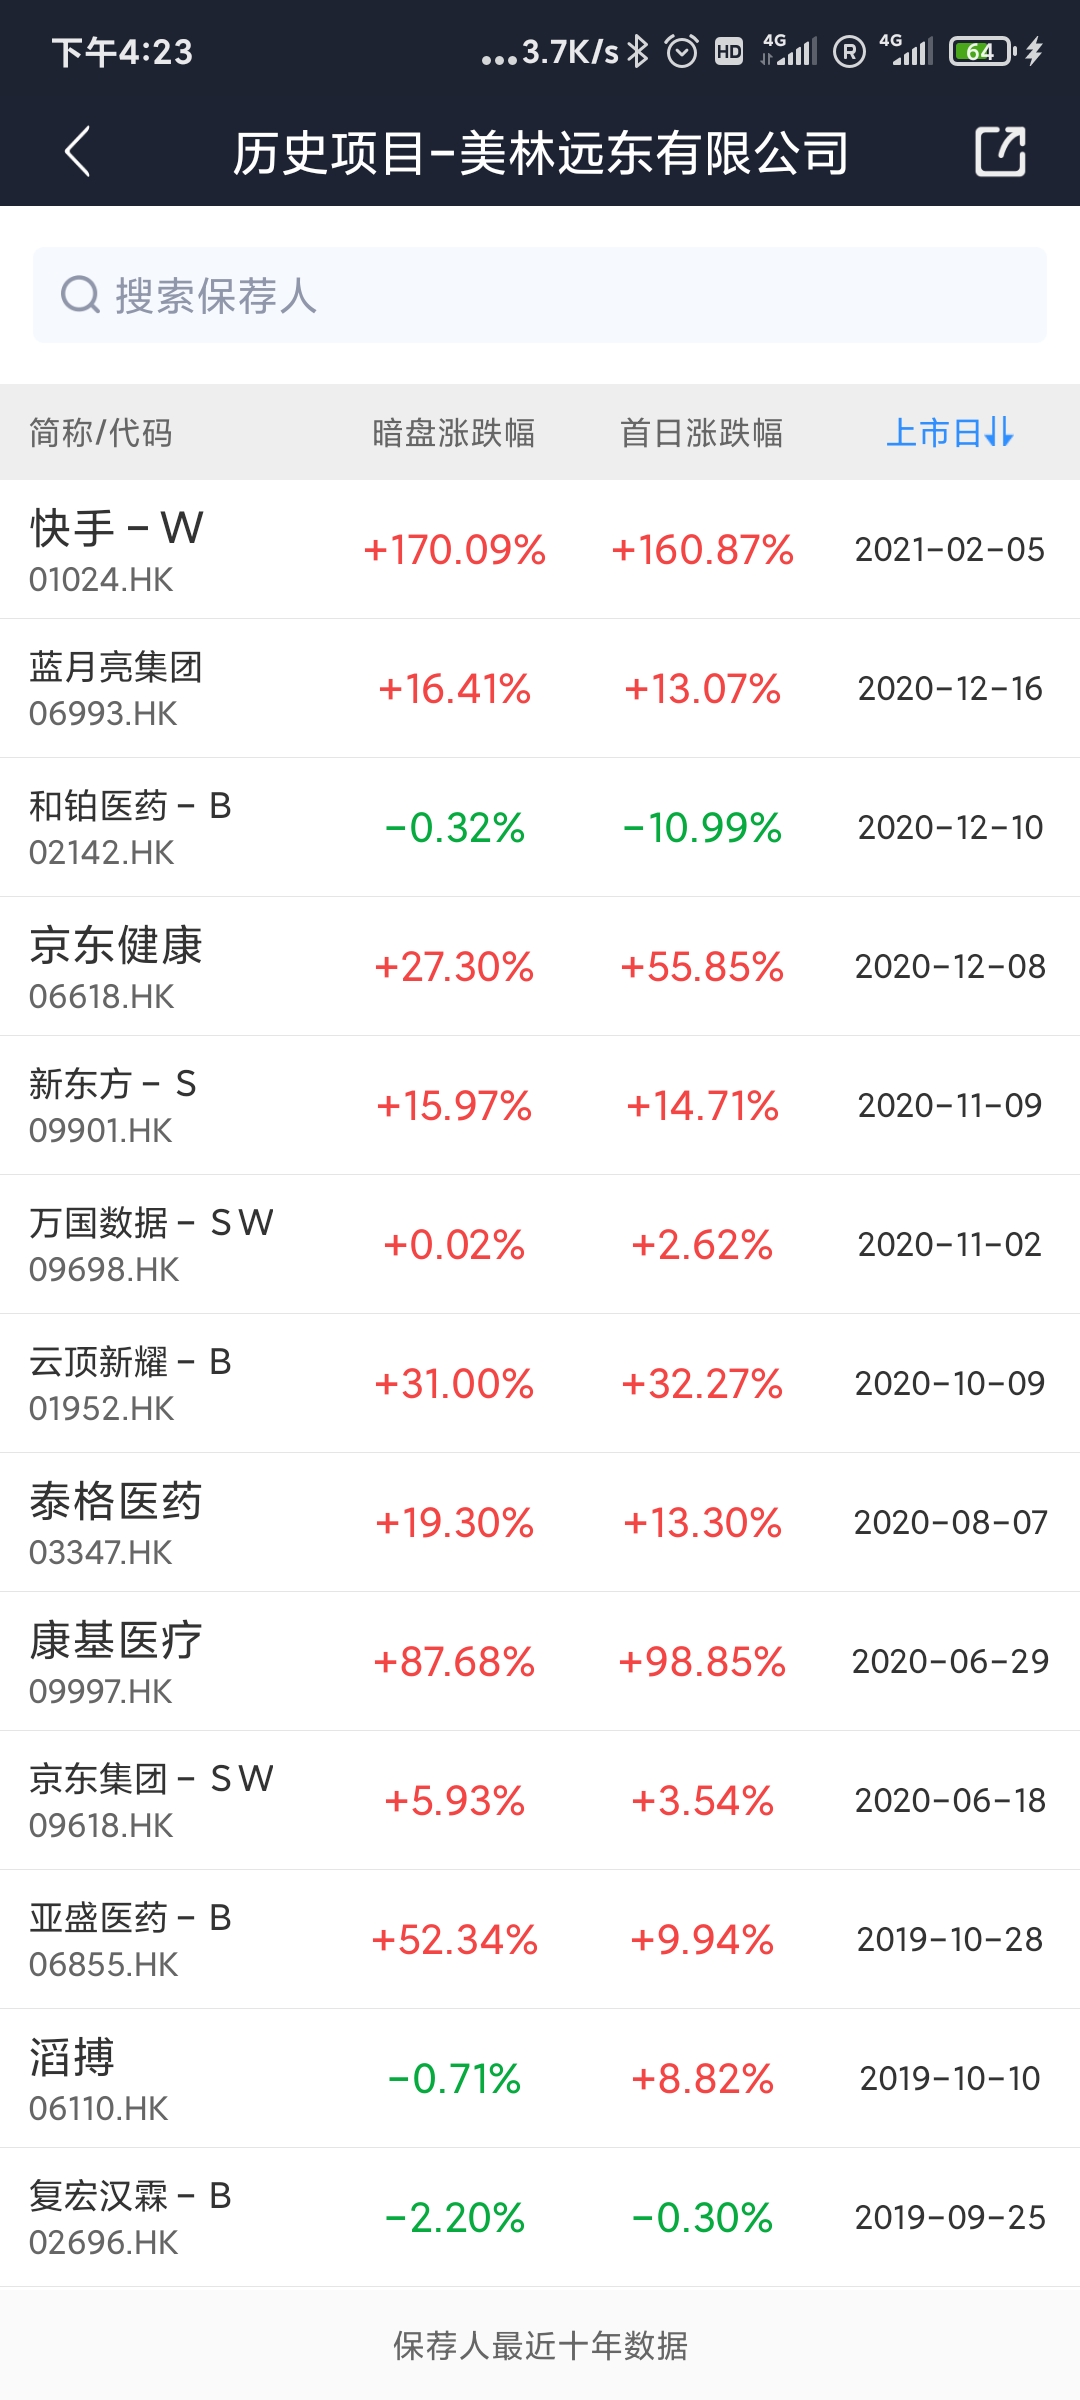 下午4:23
...3.7K/s HD 4G R 4G 64
历史项目-美林远东有限公司
搜索保荐人
简称/代码 暗盘涨跌幅 首日涨跌幅 上市日
快手-W +170.09% +160.87% 2021-02-05
01024.HK
蓝月亮集团 +16.41% +13.07% 2020-12-16
06993.HK
和铂医药-B -0.32% -10.99% 2020-12-10
02142.HK
京东健康 +27.30% +55.85% 2020-12-08
06618.HK
新东方-S +15.97% +14.71% 2020-11-09
09901.HK
万国数据-SW +0.02% +2.62% 2020-11-02
09698.HK
云顶新耀-B +31.00% +32.27% 2020-10-09
01952.HK
泰格医药 +19.30% +13.30% 2020-08-07
03347.HK
康基医疗 +87.68% +98.85% 2020-06-29
09997.HK
京东集团-SW +5.93% +3.54% 2020-06-18
09618.HK
亚盛医药-B +52.34% +9.94% 2019-10-28
06855.HK
滔搏 -0.71% +8.82% 2019-10-10
06110.HK
复宏汉霖-B -2.20% -0.30% 2019-09-25
02696.HK
保荐人最近十年数据